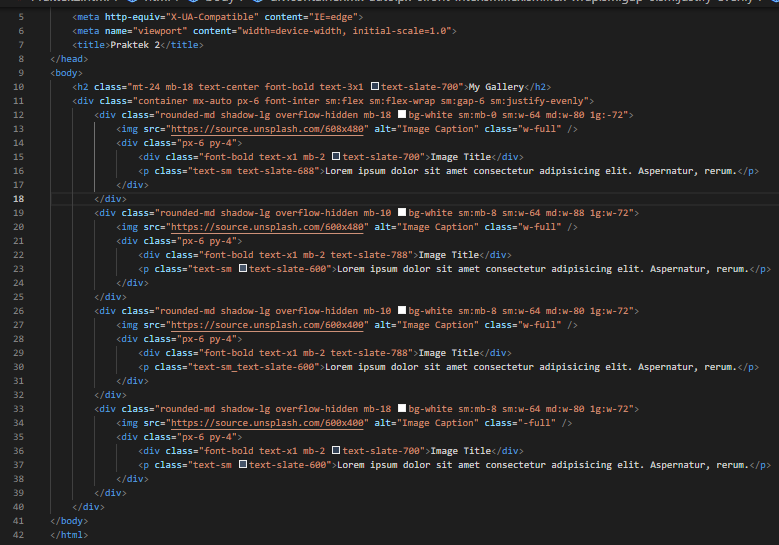 5 <meta http-equiv="X-UA-Compatible" content="IE=edge">
6 <meta name="viewport" content="width=device-width, initial-scale=1.0">
7 <title>Praktek 2</title>
8 </head>
9 <body>
10 <h2 class="mt-24 mb-18 text-center font-bold text-3x1 text-slate-700">My Gallery</h2>
11 <div class="container mx-auto px-6 font-inter sm:flex sm:flex-wrap sm:gap-6 sm:justify-evenly">
12 <div class="rounded-md shadow-lg overflow-hidden mb-18 bg-white sm:mb-0 sm:w-64 md:w-80 1g:-72">
13 <img src="https://source.unsplash.com/608x480" alt="Image Caption" class="w-full" />
14 <div class="px-6 py-4">
15 <div class="font-bold text-x1 mb-2 text-slate-700">Image Title</div>
16 <p class="text-sm text-slate-688">Lorem ipsum dolor sit amet consectetur adipisicing elit. Aspernatur, rerum.</p>
17 </div>
18 </div>
19 <div class="rounded-md shadow-lg overflow-hidden mb-10 bg-white sm:mb-8 sm:w-64 md:w-88 1g:w-72">
20 <img src="https://source.unsplash.com/600x480" alt="Image Caption" class="w-full" />
21 <div class="px-6 py-4">
22 <div class="font-bold text-x1 mb-2 text-slate-788">Image Title</div>
23 <p class="text-sm text-slate-600">Lorem ipsum dolor sit amet consectetur adipisicing elit. Aspernatur, rerum.</p>
24 </div>
25 </div>
26 <div class="rounded-md shadow-lg overflow-hidden mb-10 bg-white sm:mb-8 sm:w-64 md:w-80 1g:w-72">
27 <img src="https://source.unsplash.com/600x400" alt="Image Caption" class="w-full" />
28 <div class="px-6 py-4">
29 <div class="font-bold text-x1 mb-2 text-slate-788">Image Title</div>
30 <p class="text-sm_text-slate-600">Lorem ipsum dolor sit amet consectetur adipisicing elit. Aspernatur, rerum.</p>
31 </div>
32 </div>
33 <div class="rounded-md shadow-lg overflow-hidden mb-18 bg-white sm:mb-8 sm:w-64 md:w-80 1g:w-72">
34 <img src="https://source.unsplash.com/600x400" alt="Image Caption" class="-full" />
35 <div class="px-6 py-4">
36 <div class="font-bold text-x1 mb-2 text-slate-700">Image Title</div>
37 <p class="text-sm text-slate-600">Lorem ipsum dolor sit amet consectetur adipisicing elit. Aspernatur, rerum.</p>
38 </div>
39 </div>
40 </div>
41 </body>
42 </html>